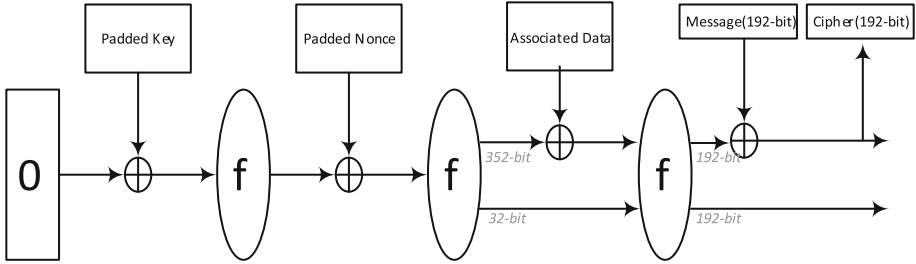 Padded Key
Padded Nonce
Associated Data
Message(192-bit)
Cipher(192-bit)
0
f
f
f
352-bit
192-bit
32-bit
192-bit